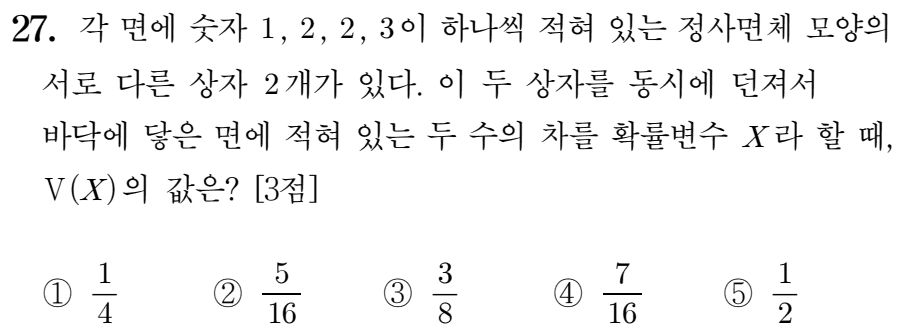 27. 각 면에 숫자 1, 2, 2, 3이 하나씩 적혀 있는 정사면체 모양의
서로 다른 상자 2개가 있다. 이 두 상자를 동시에 던져서
바닥에 닿은 면에 적혀 있는 두 수의 차를 확률변수 X라 할 때,
V(X)의 값은? [3점]
① 1/4 ② 5/16 ③ 3/8 ④ 7/16 ⑤ 1/2